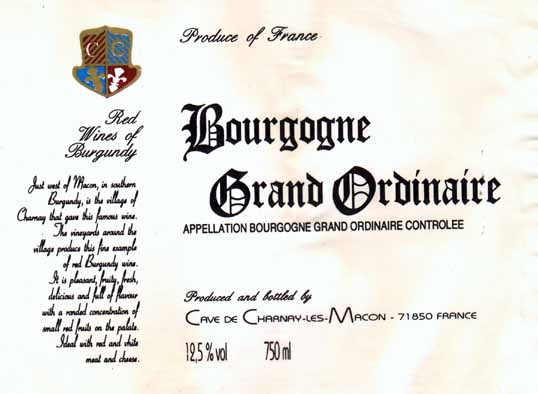 C C
Produce of France
Red
Wines of
Burgundy
Bourgogne
Grand Ordinaire
APPELLATION BOURGOGNE GRAND ORDINAIRE CONTROLEE
Just west of Macon, in southern
Burgundy, is the village of
Charnay that gave this famous wine.
The vineyards around the
village produce this fine example
of red Burgundy wine.
It is pleasant, fruity, fresh,
delicious and full of flavour
with a ronded concentration of
small red fruits on the palate.
Ideal with red and white
meat and cheese.
Produced and bottled by
CAVE DE CHARNAY-LES-MACON - 71850 FRANCE
12,5 % vol 750 ml